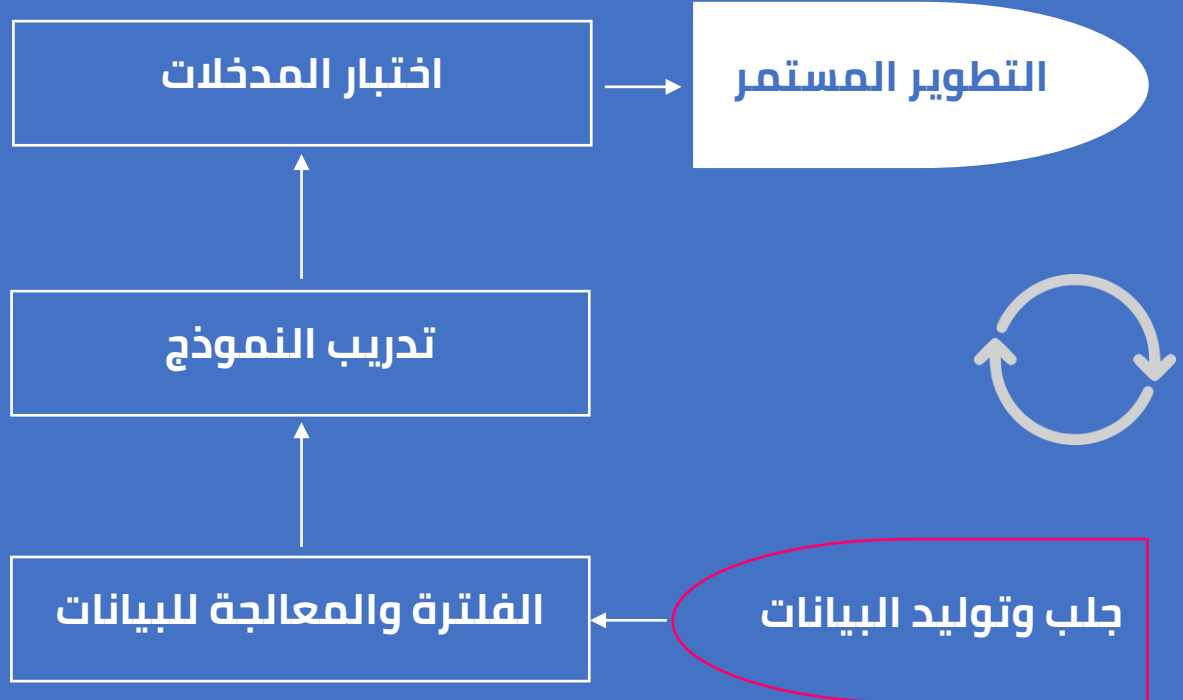 اختبار المدخلات
التطوير المستمر
تدريب النموذج
الفلترة والمعالجة للبيانات
جلب وتوليد البيانات